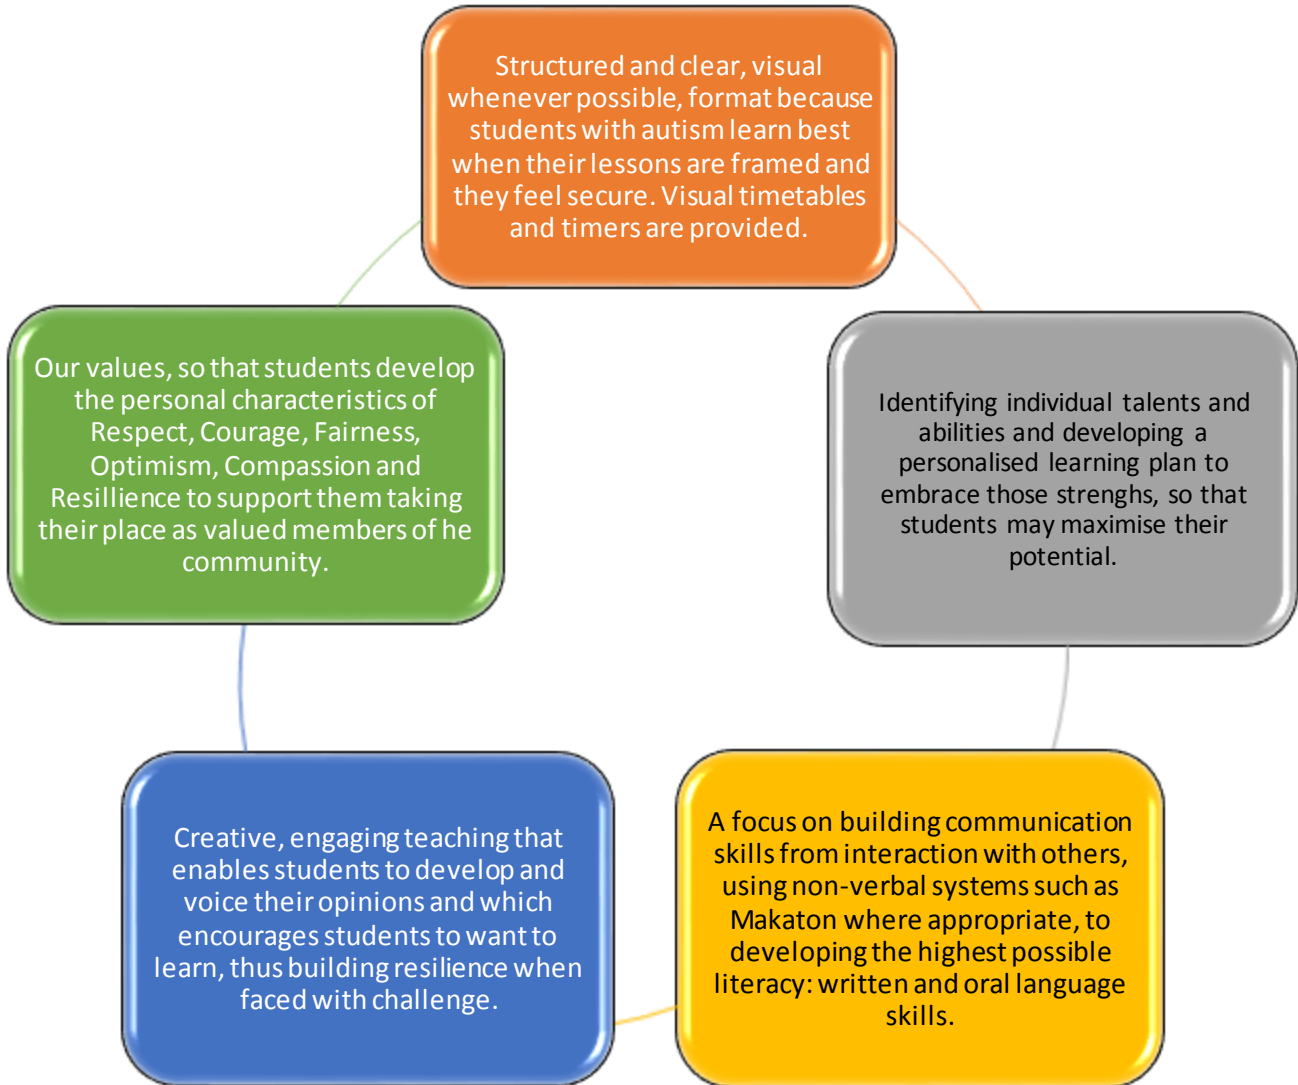 Structured and clear, visual
whenever possible, format because
students with autism learn best
when their lessons are framed and
they feel secure. Visual timetables
and timers are provided.
Identifying individual talents and
abilities and developing a
personalised learning plan to
embrace those strenghs, so that
students may maximise their
potential.
A focus on building communication
skills from interaction with others,
using non-verbal systems such as
Makaton where appropriate, to
developing the highest possible
literacy: written and oral language
skills.
Creative, engaging teaching that
enables students to develop and
voice their opinions and which
encourages students to want to
learn, thus building resilience when
faced with challenge.
Our values, so that students develop
the personal characteristics of
Respect, Courage, Fairness,
Optimism, Compassion and
Resillience to support them taking
their place as valued members of he
community.